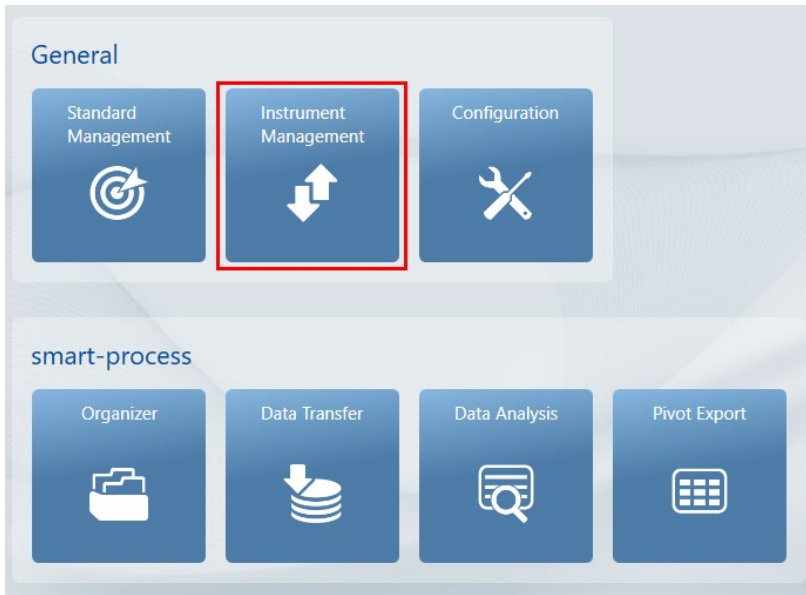 General
Standard
Management
Instrument
Management
Configuration
smart-process
Organizer
Data Transfer
Data Analysis
Pivot Export